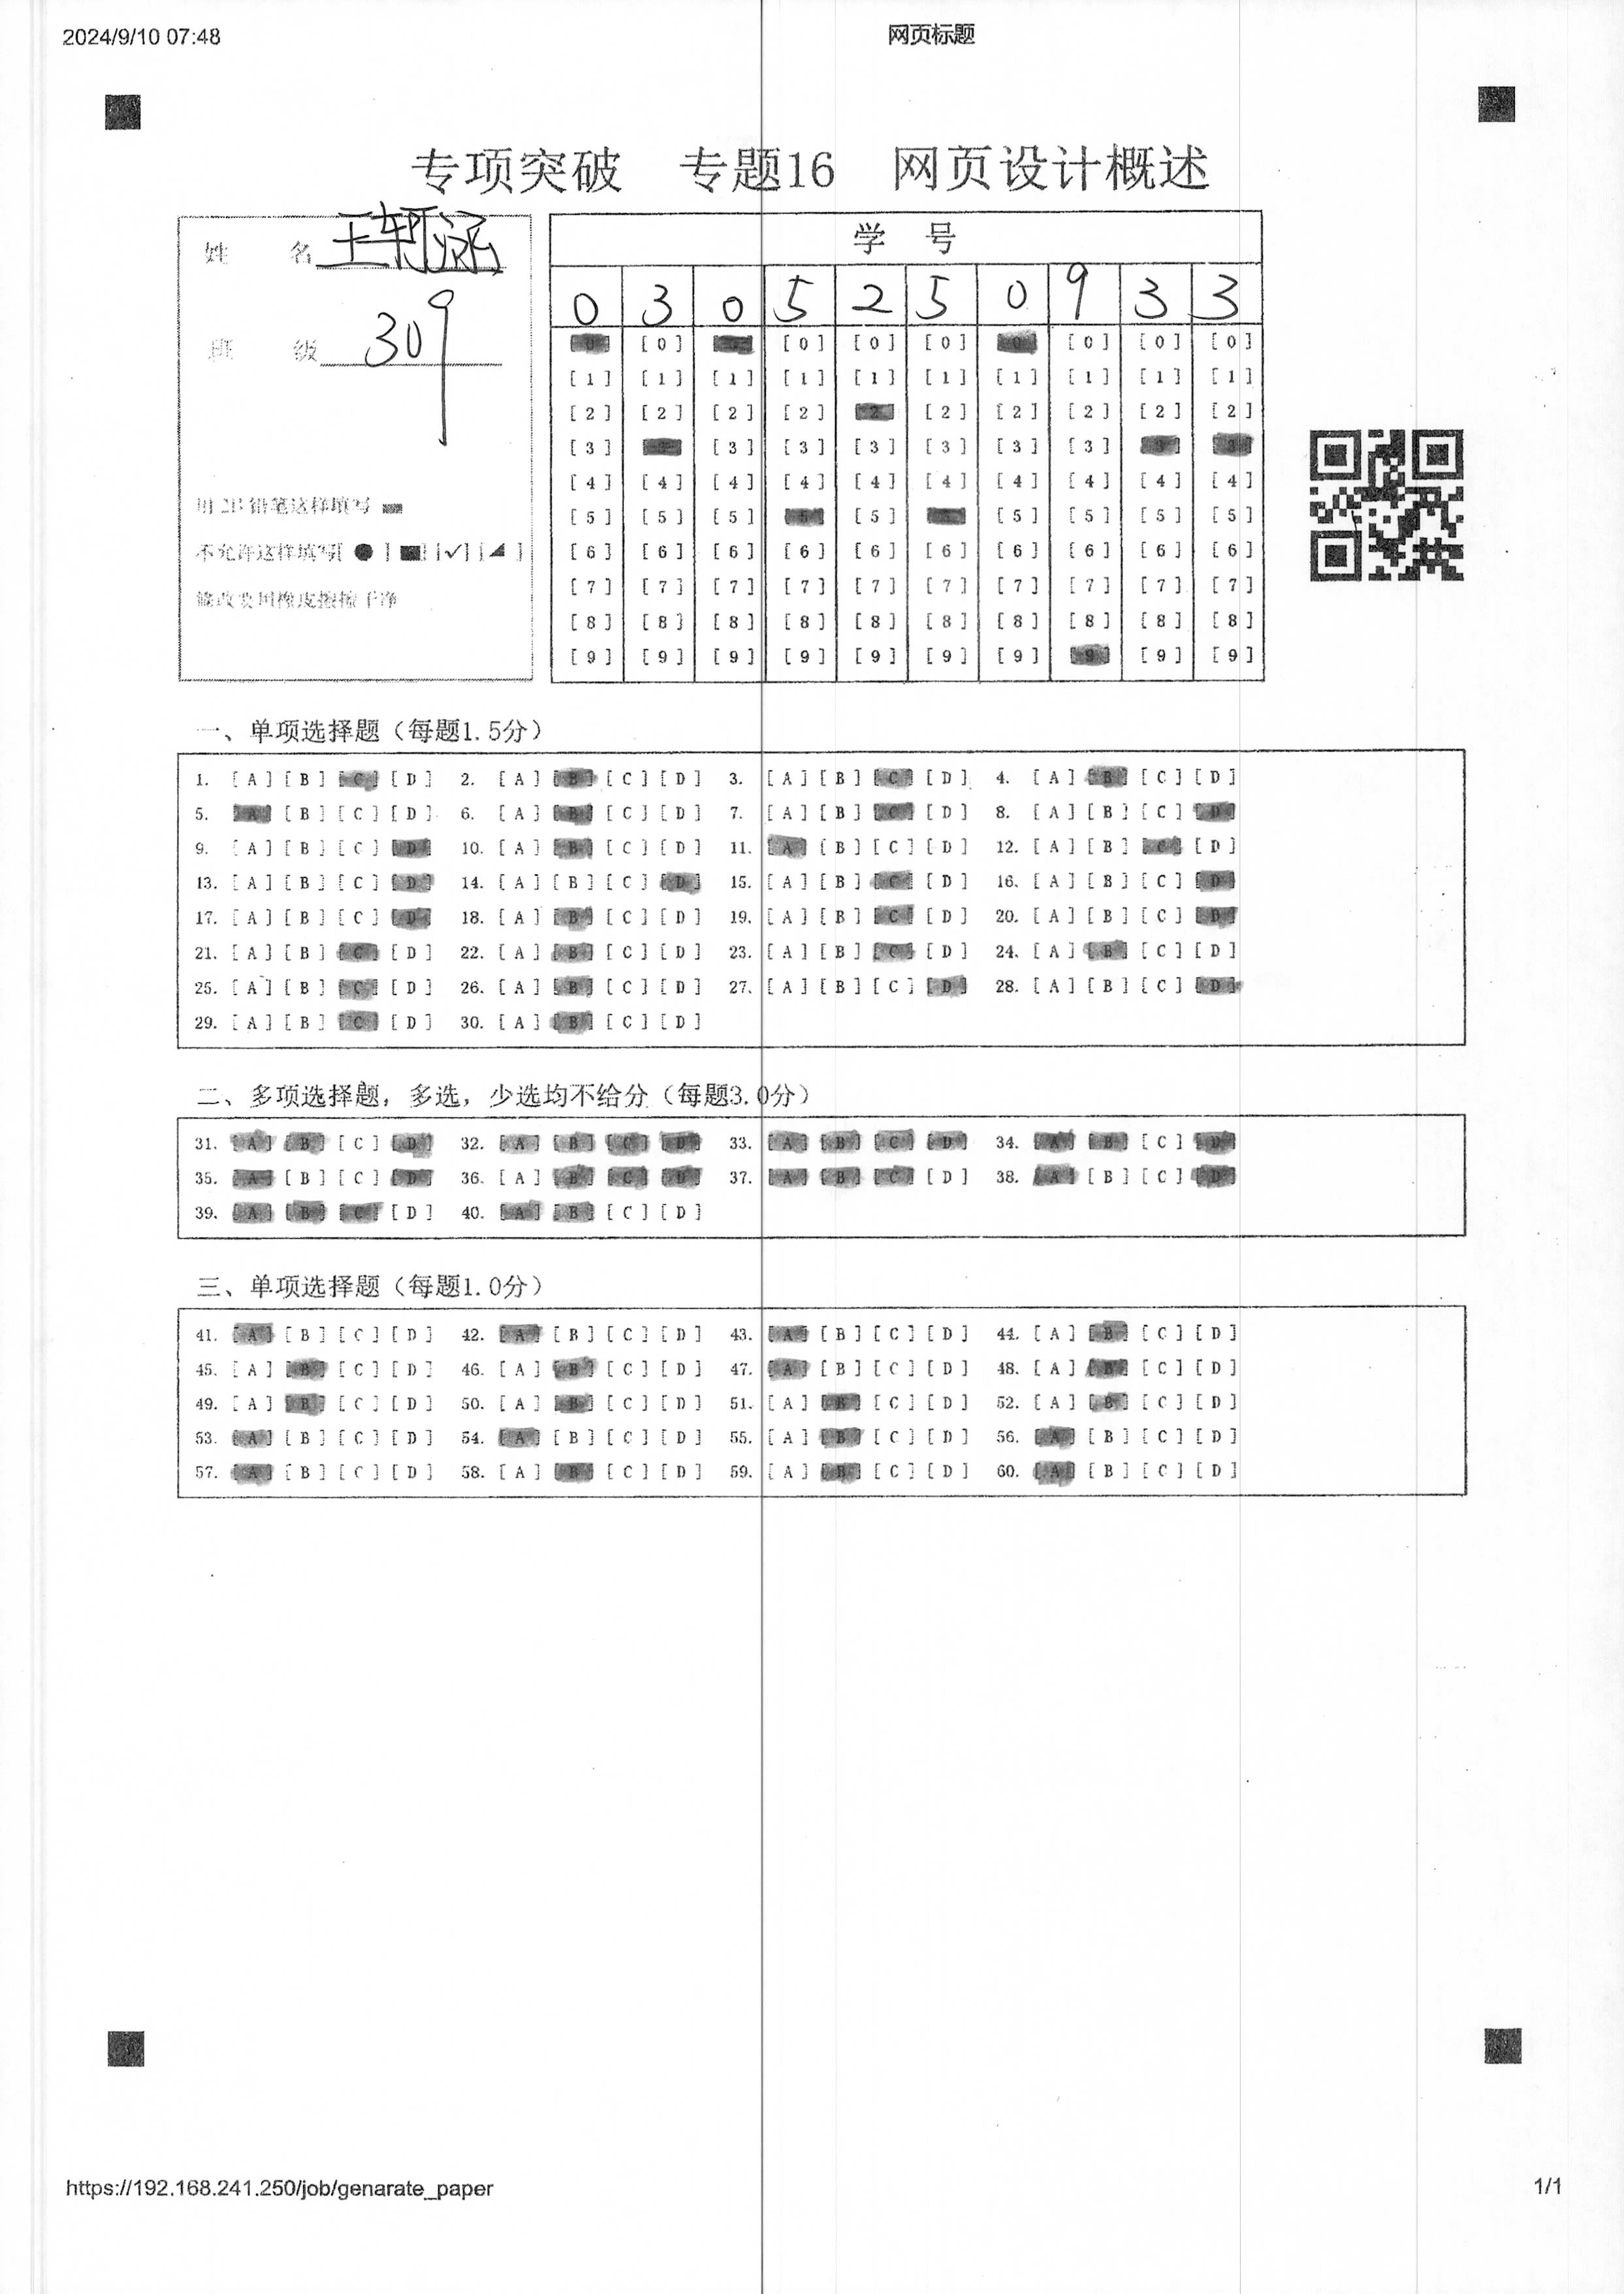 2024/9/10 07:48 网页标题
专项突破 专题16 网页设计概述
姓 名 王轲涵
班 级 309
用2B铅笔这样填写
不允许这样填写[ ● ] [■] [✓] [◢ ]
修改要用橡皮擦擦干净
学 号
0 3 0 5 2 5 0 9 3 3
[0] [0] [0] [0] [0] [0] [0] [0] [0] [0]
[1] [1] [1] [1] [1] [1] [1] [1] [1] [1]
[2] [2] [2] [2] [2] [2] [2] [2] [2] [2]
[3] [3] [3] [3] [3] [3] [3] [3] [3] [3]
[4] [4] [4] [4] [4] [4] [4] [4] [4] [4]
[5] [5] [5] [5] [5] [5] [5] [5] [5] [5]
[6] [6] [6] [6] [6] [6] [6] [6] [6] [6]
[7] [7] [7] [7] [7] [7] [7] [7] [7] [7]
[8] [8] [8] [8] [8] [8] [8] [8] [8] [8]
[9] [9] [9] [9] [9] [9] [9] [9] [9] [9]
一、单项选择题（每题1.5分）
1. [A][B][C][D] 2. [A][B][C][D] 3. [A][B][C][D] 4. [A][B][C][D]
5. [A][B][C][D] 6. [A][B][C][D] 7. [A][B][C][D] 8. [A][B][C][D]
9. [A][B][C][D] 10. [A][B][C][D] 11. [A][B][C][D] 12. [A][B][C][D]
13. [A][B][C][D] 14. [A][B][C][D] 15. [A][B][C][D] 16. [A][B][C][D]
17. [A][B][C][D] 18. [A][B][C][D] 19. [A][B][C][D] 20. [A][B][C][D]
21. [A][B][C][D] 22. [A][B][C][D] 23. [A][B][C][D] 24. [A][B][C][D]
25. [A][B][C][D] 26. [A][B][C][D] 27. [A][B][C][D] 28. [A][B][C][D]
29. [A][B][C][D] 30. [A][B][C][D]
二、多项选择题，多选，少选均不给分（每题3.0分）
31. [A][B][C][D] 32. [A][B][C][D] 33. [A][B][C][D] 34. [A][B][C][D]
35. [A][B][C][D] 36. [A][B][C][D] 37. [A][B][C][D] 38. [A][B][C][D]
39. [A][B][C][D] 40. [A][B][C][D]
三、单项选择题（每题1.0分）
41. [A][B][C][D] 42. [A][B][C][D] 43. [A][B][C][D] 44. [A][B][C][D]
45. [A][B][C][D] 46. [A][B][C][D] 47. [A][B][C][D] 48. [A][B][C][D]
49. [A][B][C][D] 50. [A][B][C][D] 51. [A][B][C][D] 52. [A][B][C][D]
53. [A][B][C][D] 54. [A][B][C][D] 55. [A][B][C][D] 56. [A][B][C][D]
57. [A][B][C][D] 58. [A][B][C][D] 59. [A][B][C][D] 60. [A][B][C][D]
https://192.168.241.250/job/genarate_paper 1/1